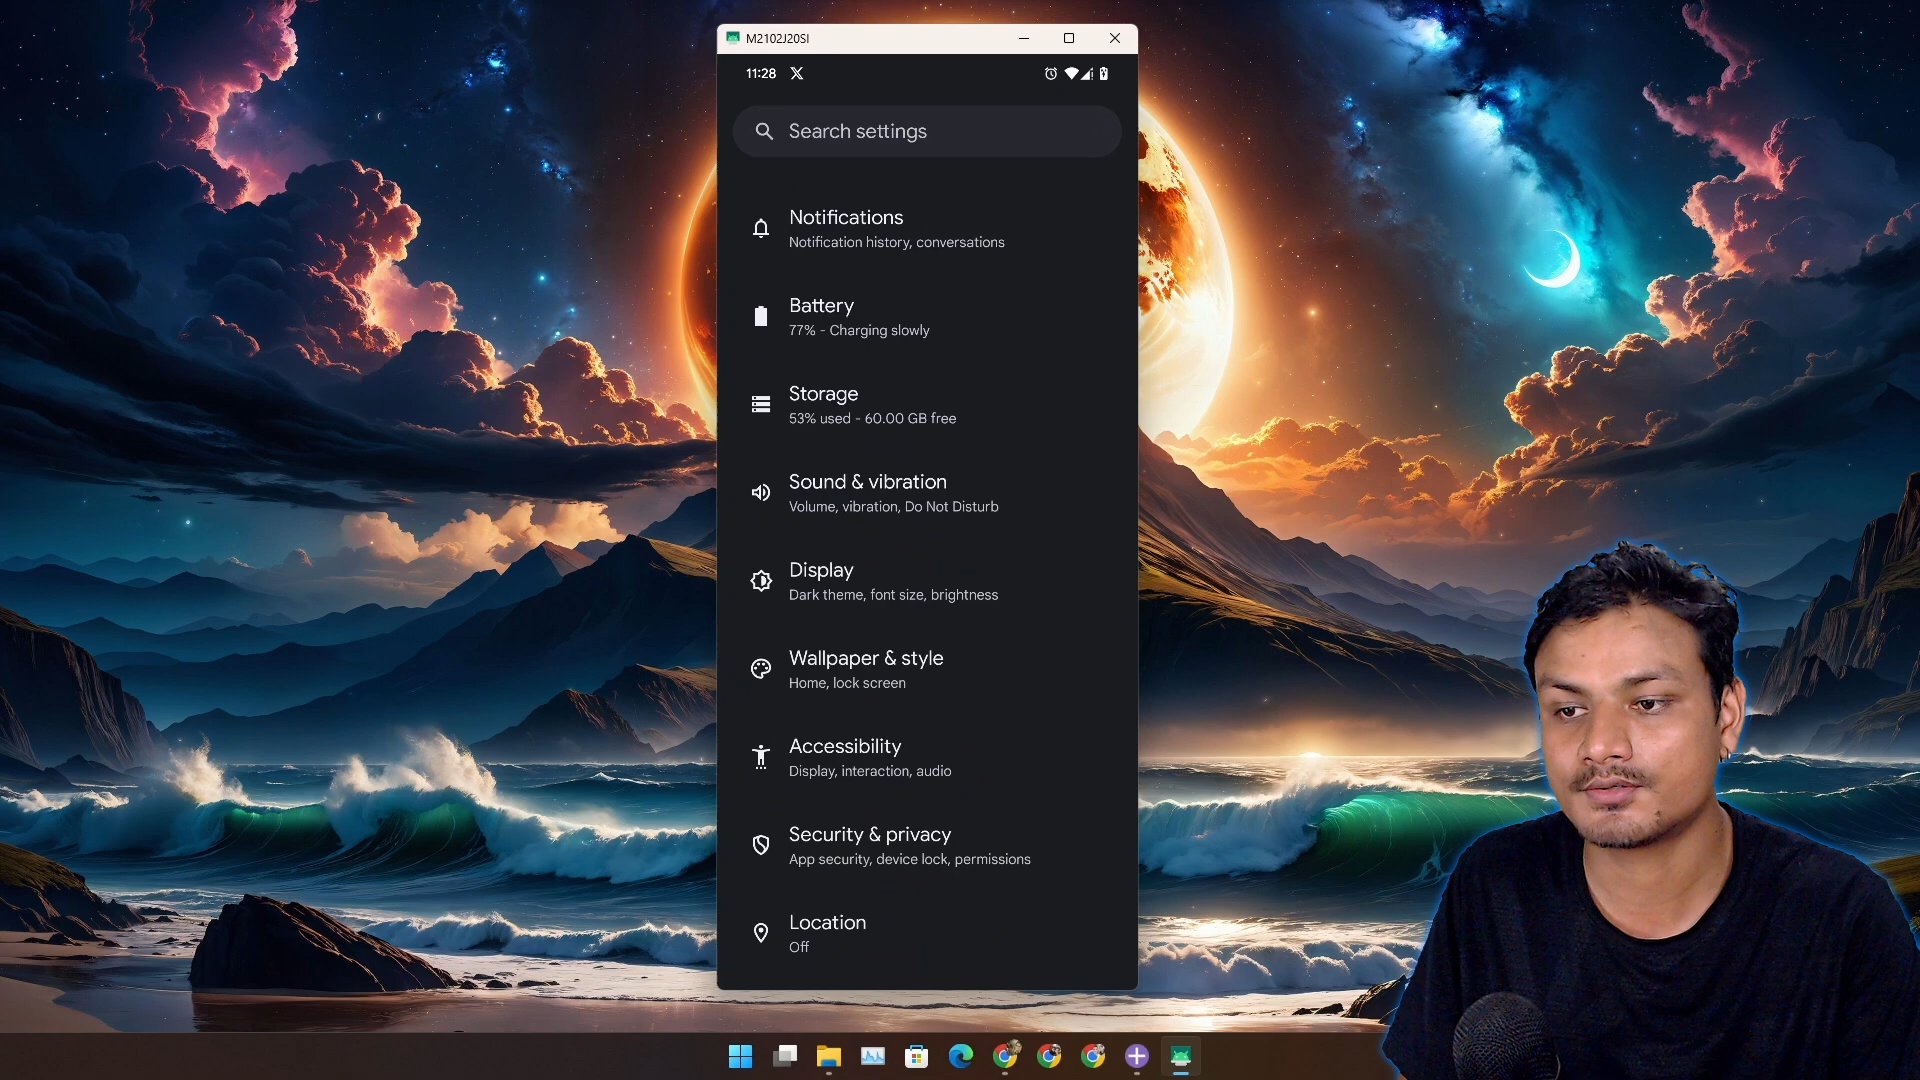 M2102J20SI
11:28
Search settings
Notifications
Notification history, conversations
Battery
77% - Charging slowly
Storage
53% used - 60.00 GB free
Sound & vibration
Volume, vibration, Do Not Disturb
Display
Dark theme, font size, brightness
Wallpaper & style
Home, lock screen
Accessibility
Display, interaction, audio
Security & privacy
App security, device lock, permissions
Location
Off